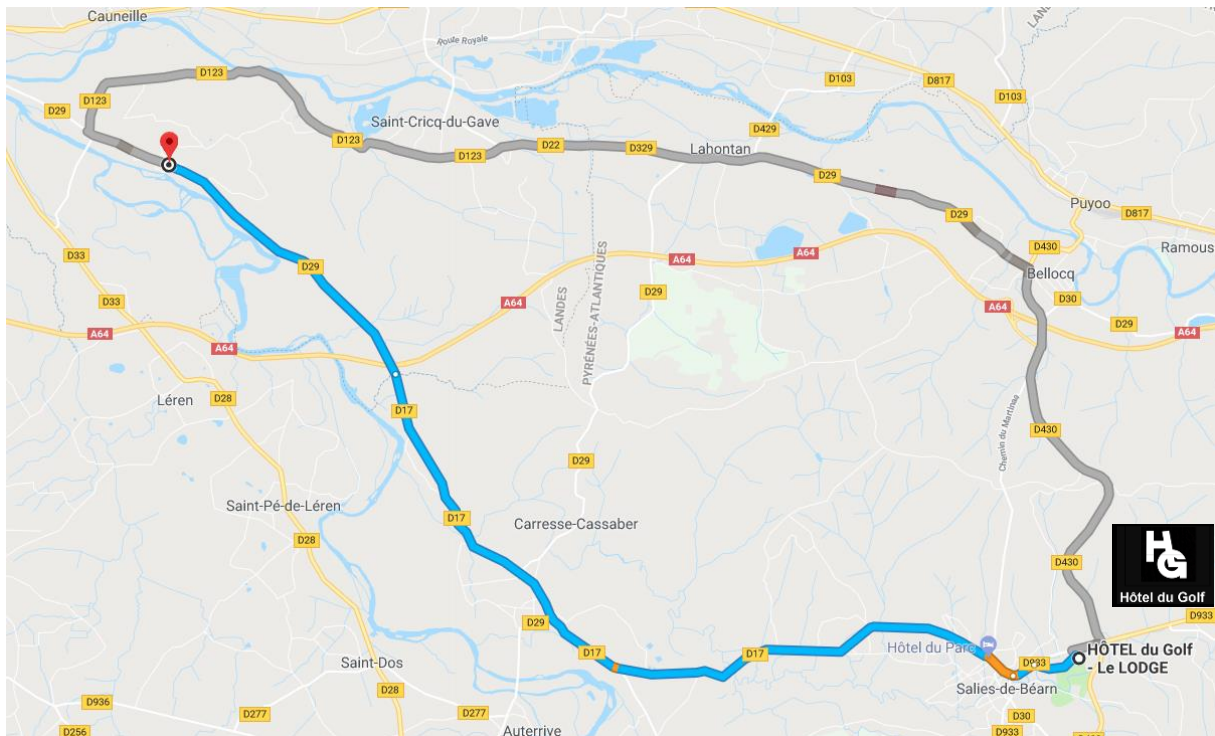 Cauneille
Route Royale
LANDES
D103
D817
D103
D123
D29
D123
Saint-Cricq-du-Gave
D429
D123
D123
D22
D329
Lahontan
D29
Puyoo
D817
D29
D430
Ramous
D33
D29
A64
A64
Bellocq
PYRÉNÉES-ATLANTIQUES
LANDES
D29
D30
D33
A64
A64
D29
A64
A64
A64
Léren
D28
D17
Chemin du Martinaa
D430
D29
Saint-Pé-de-Léren
D17
Carresse-Cassaber
D28
D430
HG
Hôtel du Golf
D933
D29
D17
D17
Hôtel du Parc
HÔTEL du Golf
- Le LODGE
D933
Saint-Dos
D28
Salies-de-Béarn
D936
D277
D277
D30
D256
Auterrive
D933